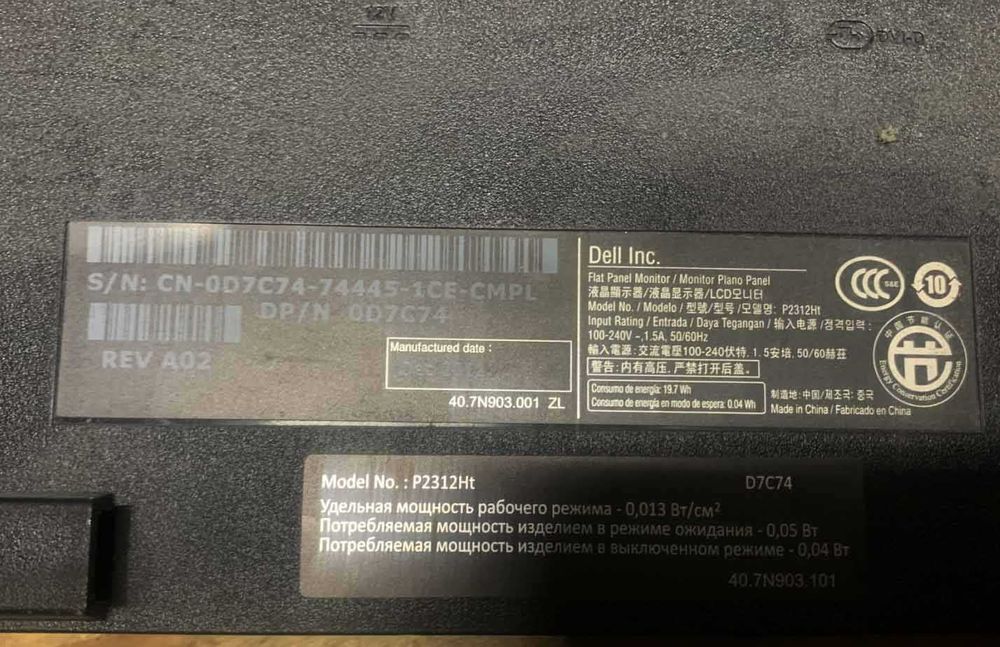 12V
DVI-D
S/N: CN-0D7C74-74445-1CE-CMPL
DP/N 0D7C74
REV A02
Manufactured date :
40.7N903.001 ZL
Dell Inc.
Flat Panel Monitor / Monitor Plano Panel
液晶顯示器/液晶显示器/LCD모니터
Model No. / Modelo / 型號/型号 /모델명: P2312Ht
Input Rating / Entrada / Daya Tegangan / 输入电源 /정격입력 :
100-240V ~,1.5A, 50/60Hz
輸入電源: 交流電壓100-240伏特, 1.5安培, 50/60赫茲
警告: 内有高压, 严禁打开后盖。
Consumo de energía: 19.7 Wh
Consumo de energía en modo de espera: 0.04 Wh
制造地: 中国/제조국: 중국
Made in China / Fabricado en China
CCC S&E
10
中国节能认证
Energy Conservation Certification
Model No. : P2312Ht D7C74
Удельная мощность рабочего режима - 0,013 Вт/см²
Потребляемая мощность изделием в режиме ожидания - 0,05 Вт
Потребляемая мощность изделием в выключенном режиме - 0,04 Вт
40.7N903.101